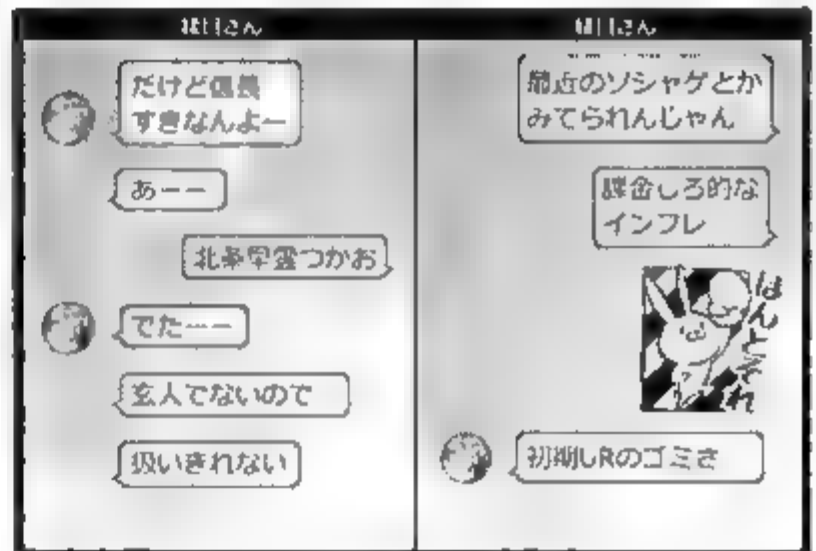 だけど信長
すきなんよー
あーー
北条早雲つかお
でたーー
玄人でないので
扱いきれない
最近のソシャゲとか
みてられんじゃん
課金しろ的な
インフレ
ほんとそれ
初期URのゴミさ